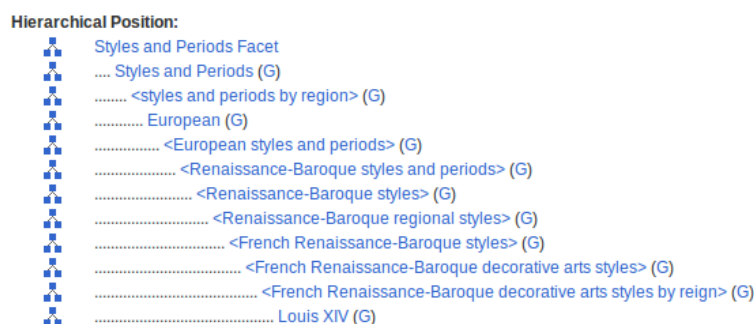 Hierarchical Position:
Styles and Periods Facet
.... Styles and Periods (G)
........ <styles and periods by region> (G)
............ European (G)
................ <European styles and periods> (G)
.................... <Renaissance-Baroque styles and periods> (G)
........................ <Renaissance-Baroque styles> (G)
............................ <Renaissance-Baroque regional styles> (G)
................................ <French Renaissance-Baroque styles> (G)
.................................... <French Renaissance-Baroque decorative arts styles> (G)
........................................ <French Renaissance-Baroque decorative arts styles by reign> (G)
............................................ Louis XIV (G)